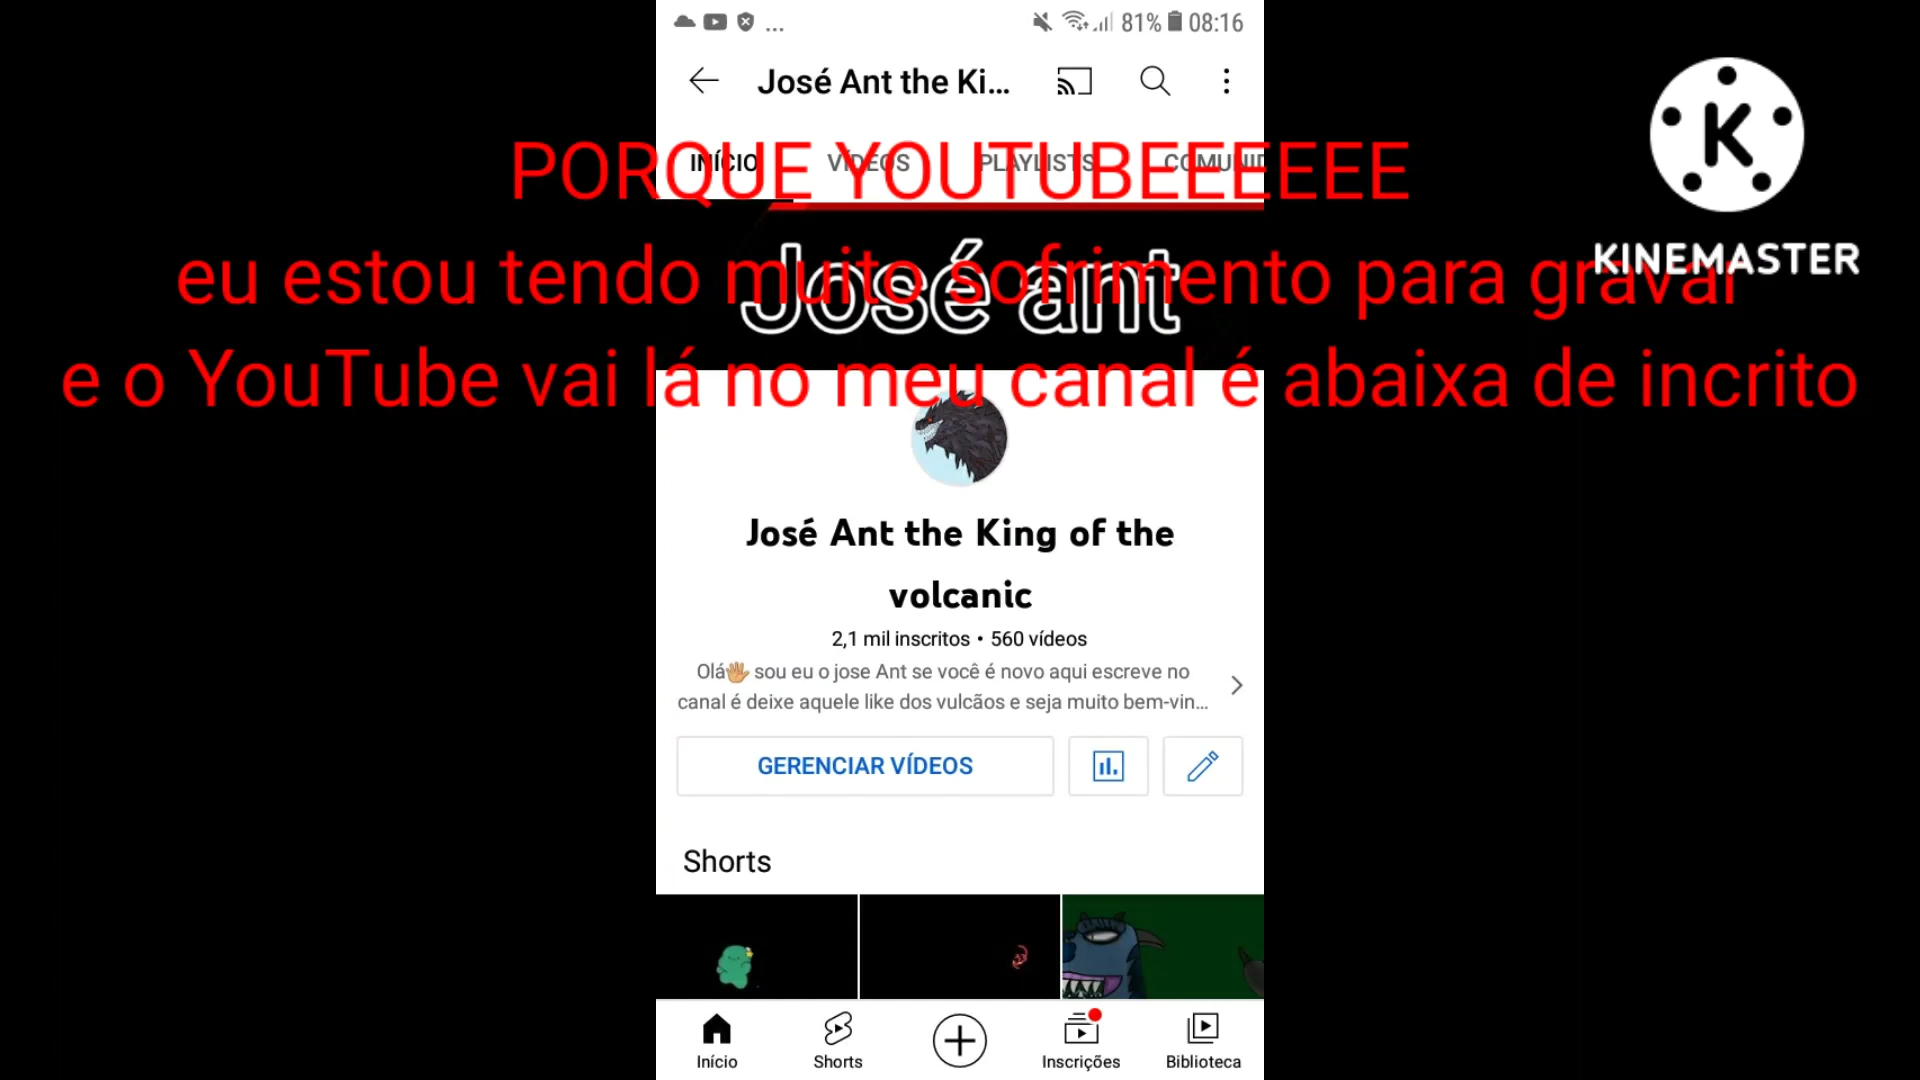 ... 81% 08:16
José Ant the Ki...
INÍCIO VÍDEOS PLAYLISTS COMUNID
PORQUE YOUTUBEEEEEE
eu estou tendo muito sofrimento para gravar
e o YouTube vai lá no meu canal é abaixa de incrito
K
KINEMASTER
José ant
José Ant the King of the
volcanic
2,1 mil inscritos • 560 vídeos
Olá👋🏼 sou eu o jose Ant se você é novo aqui escreve no
canal é deixe aquele like dos vulcãos e seja muito bem-vin...
GERENCIAR VÍDEOS
Shorts
Início Shorts Inscrições Biblioteca